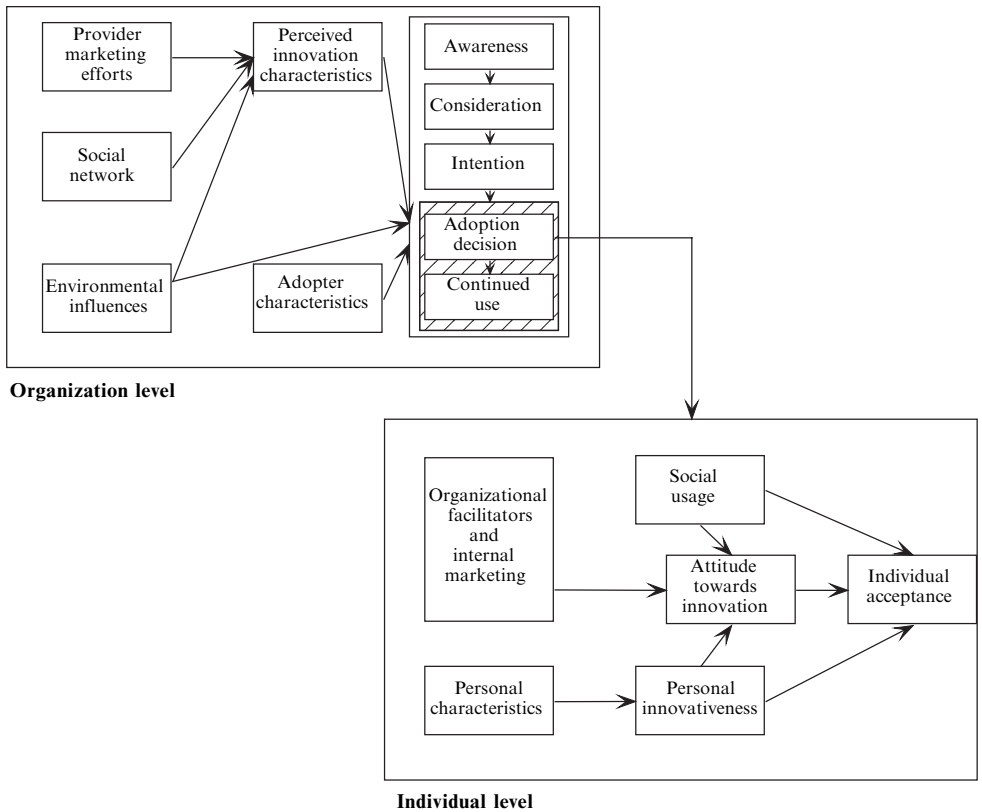 Provider
marketing
efforts
Perceived
innovation
characteristics
Awareness
Consideration
Social
network
Intention
Adoption
decision
Environmental
influences
Adopter
characteristics
Continued
use
Organization level
Organizational
facilitators
and
internal
marketing
Social
usage
Attitude
towards
innovation
Individual
acceptance
Personal
characteristics
Personal
innovativeness
Individual level